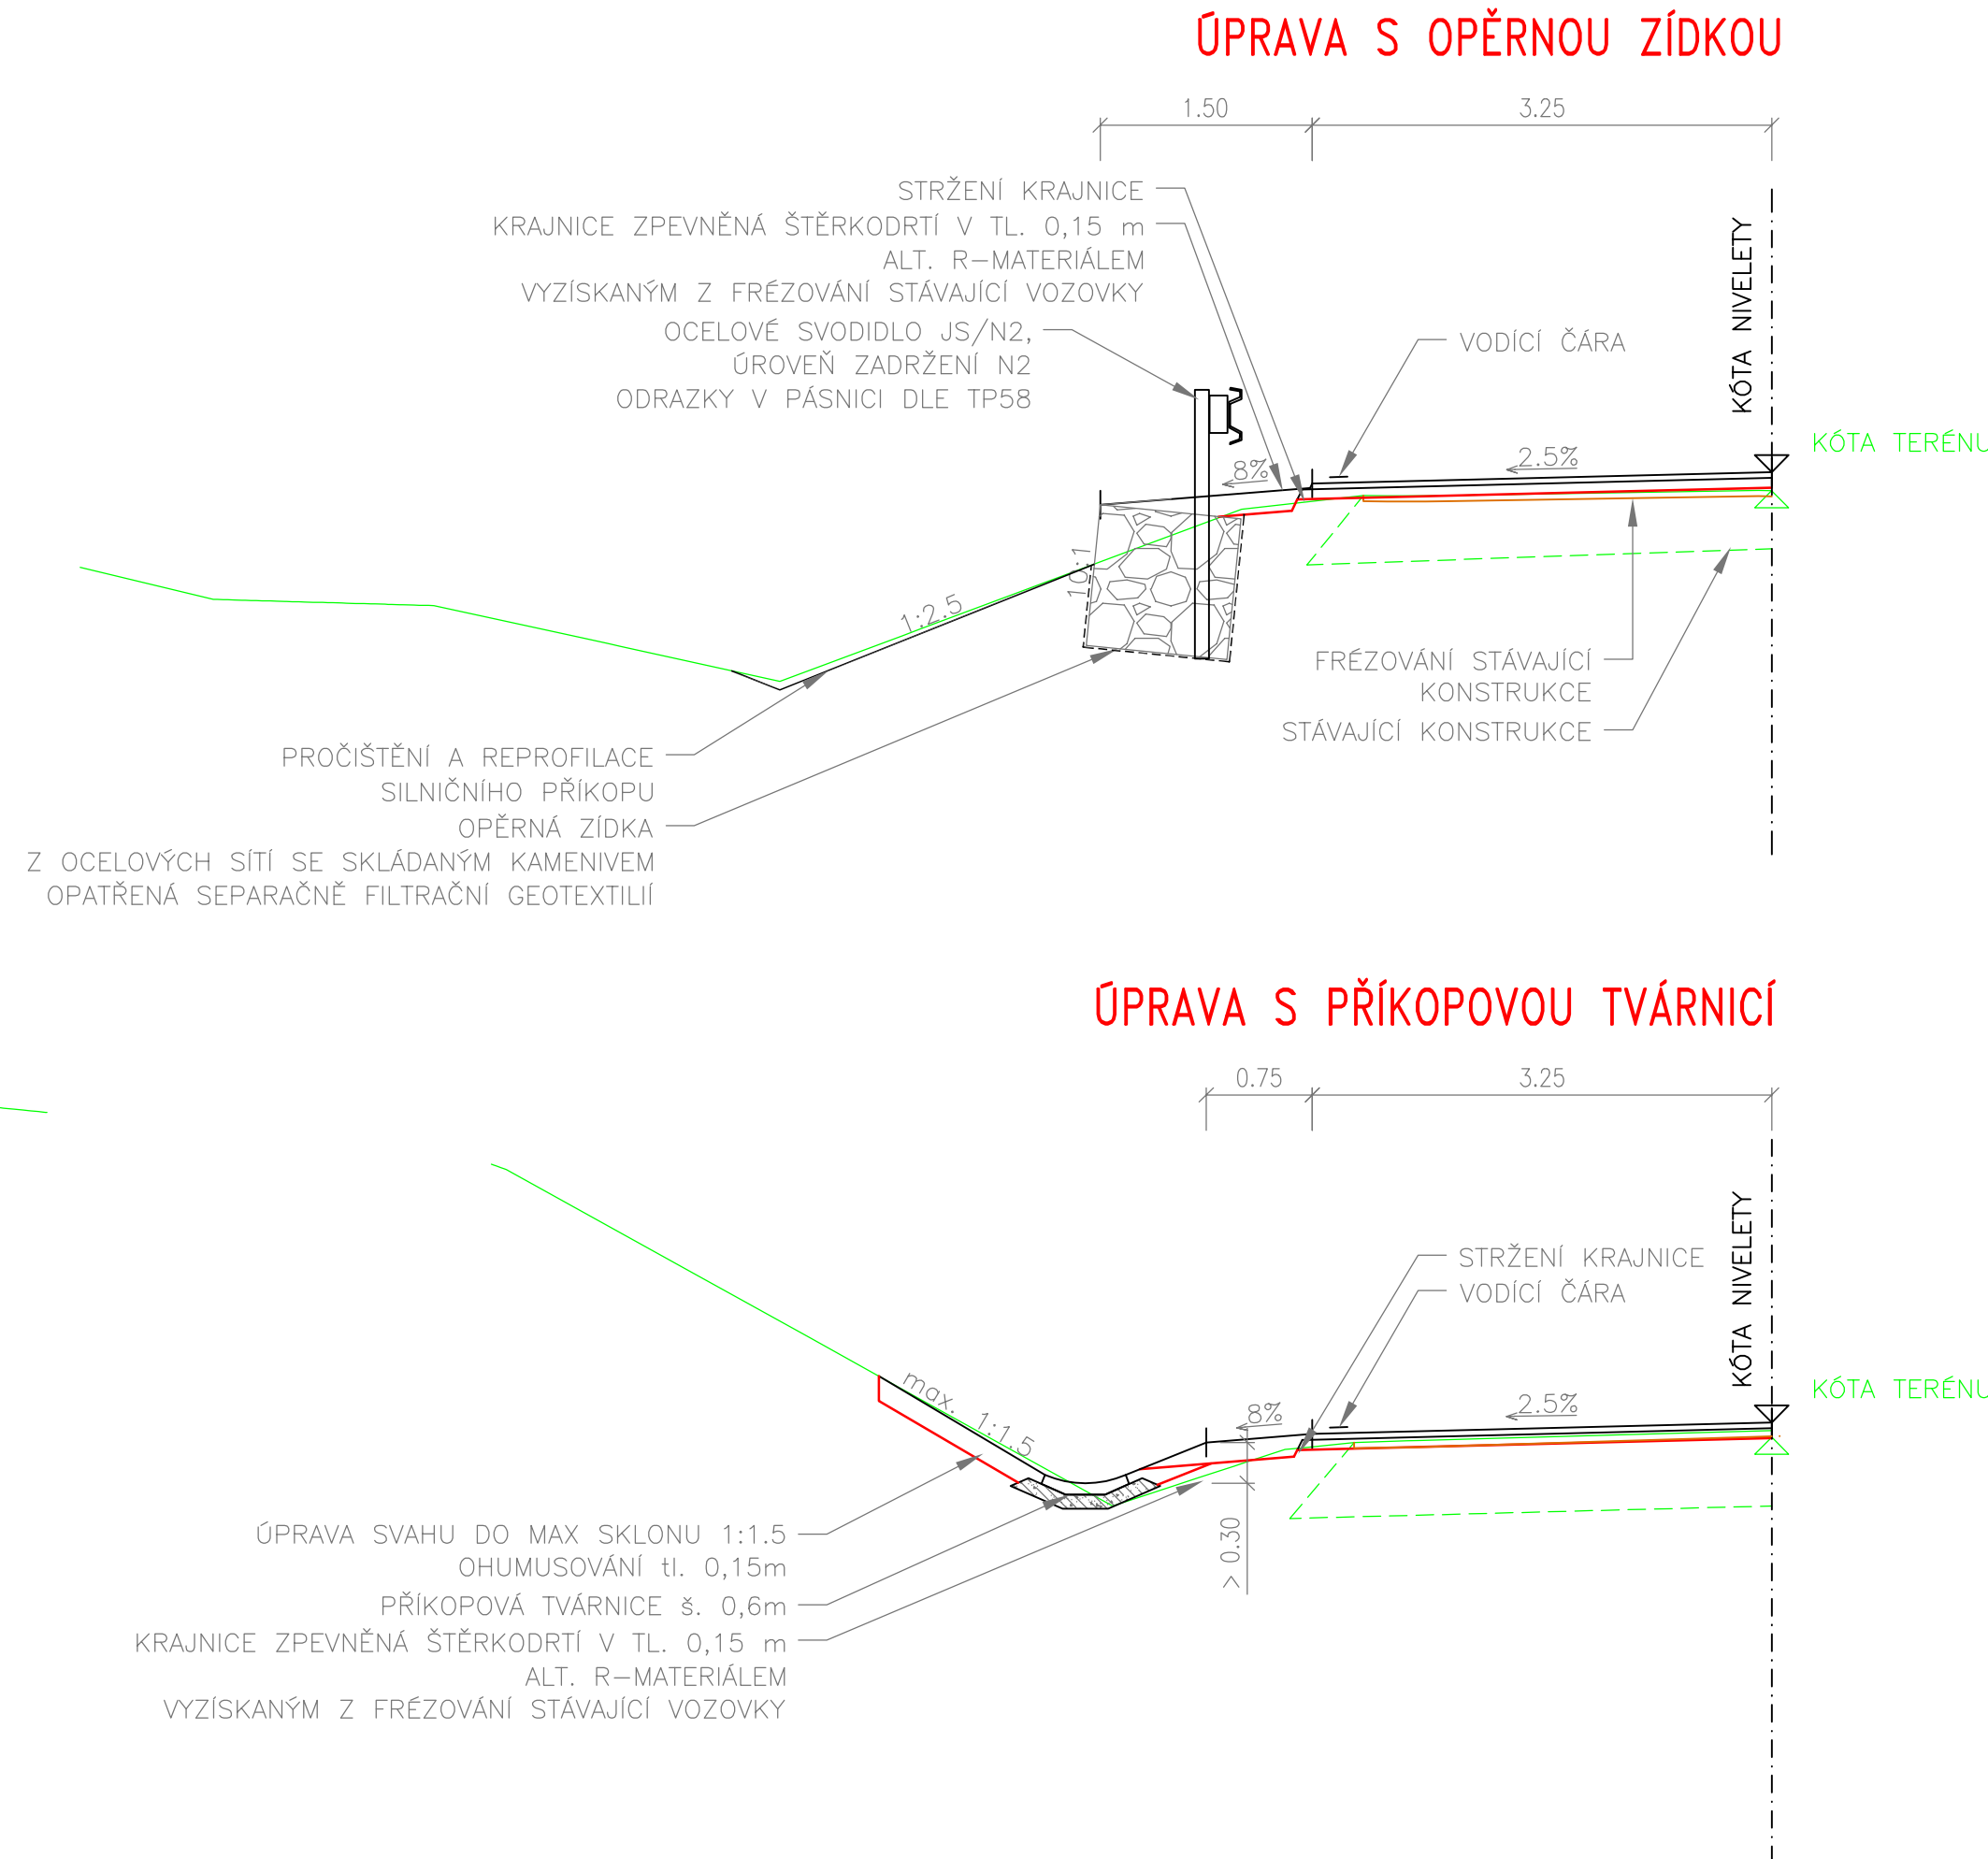 ÚPRAVA S OPĚRNOU ZÍDKOU
1.50
3.25
STRŽENÍ KRAJNICE
KRAJNICE ZPEVNĚNÁ ŠTĚRKODRTÍ V TL. 0,15 m
ALT. R-MATERIÁLEM
VYZÍSKANÝM Z FRÉZOVÁNÍ STÁVAJÍCÍ VOZOVKY
OCELOVÉ SVODIDLO JS/N2,
ÚROVEŇ ZADRŽENÍ N2
ODRAZKY V PÁSNICI DLE TP58
VODÍCÍ ČÁRA
KÓTA NIVELETY
KÓTA TERÉNU
8%
2.5%
10:1
1:2.5
FRÉZOVÁNÍ STÁVAJÍCÍ
KONSTRUKCE
STÁVAJÍCÍ KONSTRUKCE
PROČIŠTĚNÍ A REPROFILACE
SILNIČNÍHO PŘÍKOPU
OPĚRNÁ ZÍDKA
Z OCELOVÝCH SÍTÍ SE SKLÁDANÝM KAMENIVEM
OPATŘENÁ SEPARAČNĚ FILTRAČNÍ GEOTEXTILIÍ
ÚPRAVA S PŘÍKOPOVOU TVÁRNICÍ
0.75
3.25
STRŽENÍ KRAJNICE
VODÍCÍ ČÁRA
KÓTA NIVELETY
KÓTA TERÉNU
max. 1:1.5
8%
2.5%
> 0.30
ÚPRAVA SVAHU DO MAX SKLONU 1:1.5
OHUMUSOVÁNÍ tl. 0,15m
PŘÍKOPOVÁ TVÁRNICE š. 0,6m
KRAJNICE ZPEVNĚNÁ ŠTĚRKODRTÍ V TL. 0,15 m
ALT. R-MATERIÁLEM
VYZÍSKANÝM Z FRÉZOVÁNÍ STÁVAJÍCÍ VOZOVKY